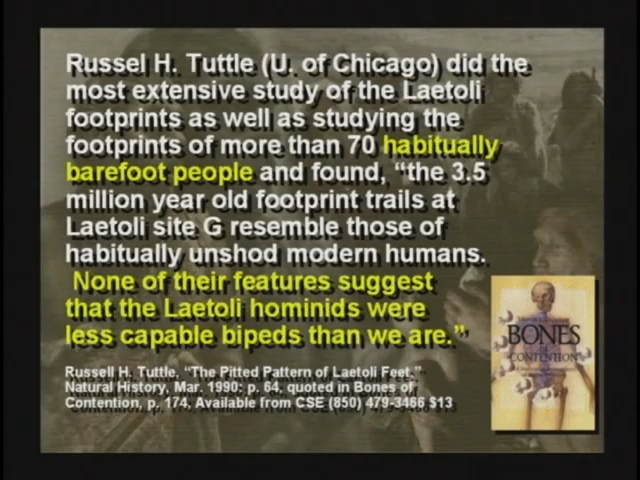 Russel H. Tuttle (U. of Chicago) did the
most extensive study of the Laetoli
footprints as well as studying the
footprints of more than 70 habitually
barefoot people and found, “the 3.5
million year old footprint trails at
Laetoli site G resemble those of
habitually unshod modern humans.
None of their features suggest
that the Laetoli hominids were
less capable bipeds than we are.”
Russell H. Tuttle, “The Pitted Pattern of Laetoli Feet,”
Natural History, Mar. 1990: p. 64, quoted in Bones of
Contention, p. 174, Available from CSE (850) 479-3466 $13
BONES
CONTENTION